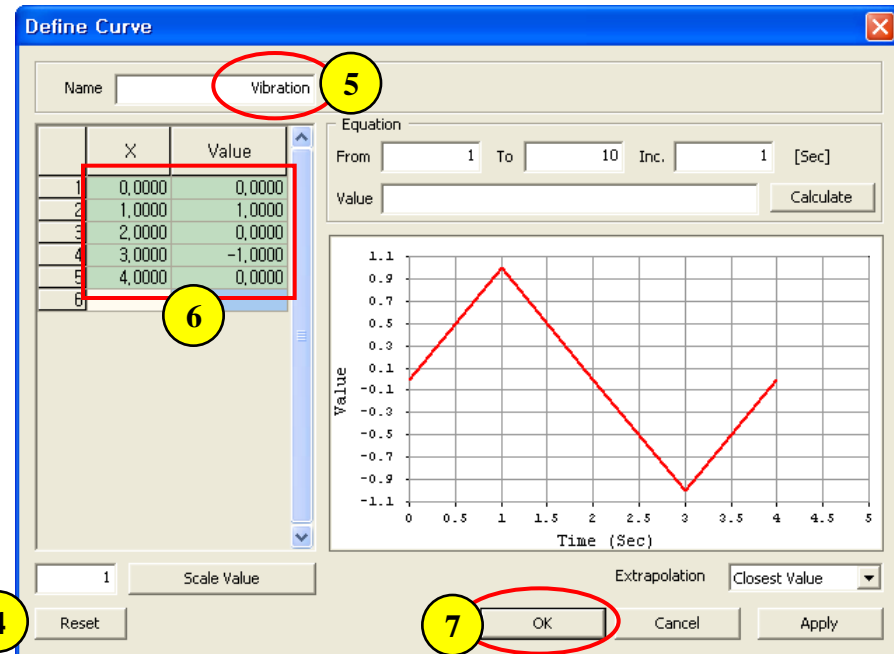 Define Curve
Name Vibration 5
X Value
1 0,0000 0,0000
2 1,0000 1,0000
3 2,0000 0,0000
4 3,0000 -1,0000
5 4,0000 0,0000
6
6
Equation
From 1 To 10 Inc. 1 [Sec]
Value Calculate
1.1
0.9
0.7
0.5
0.3
0.1
-0.1
-0.3
-0.5
-0.7
-0.9
-1.1
Value
0 0.5 1 1.5 2 2.5 3 3.5 4 4.5 5
Time (Sec)
1 Scale Value Extrapolation Closest Value
4 Reset 7 OK Cancel Apply